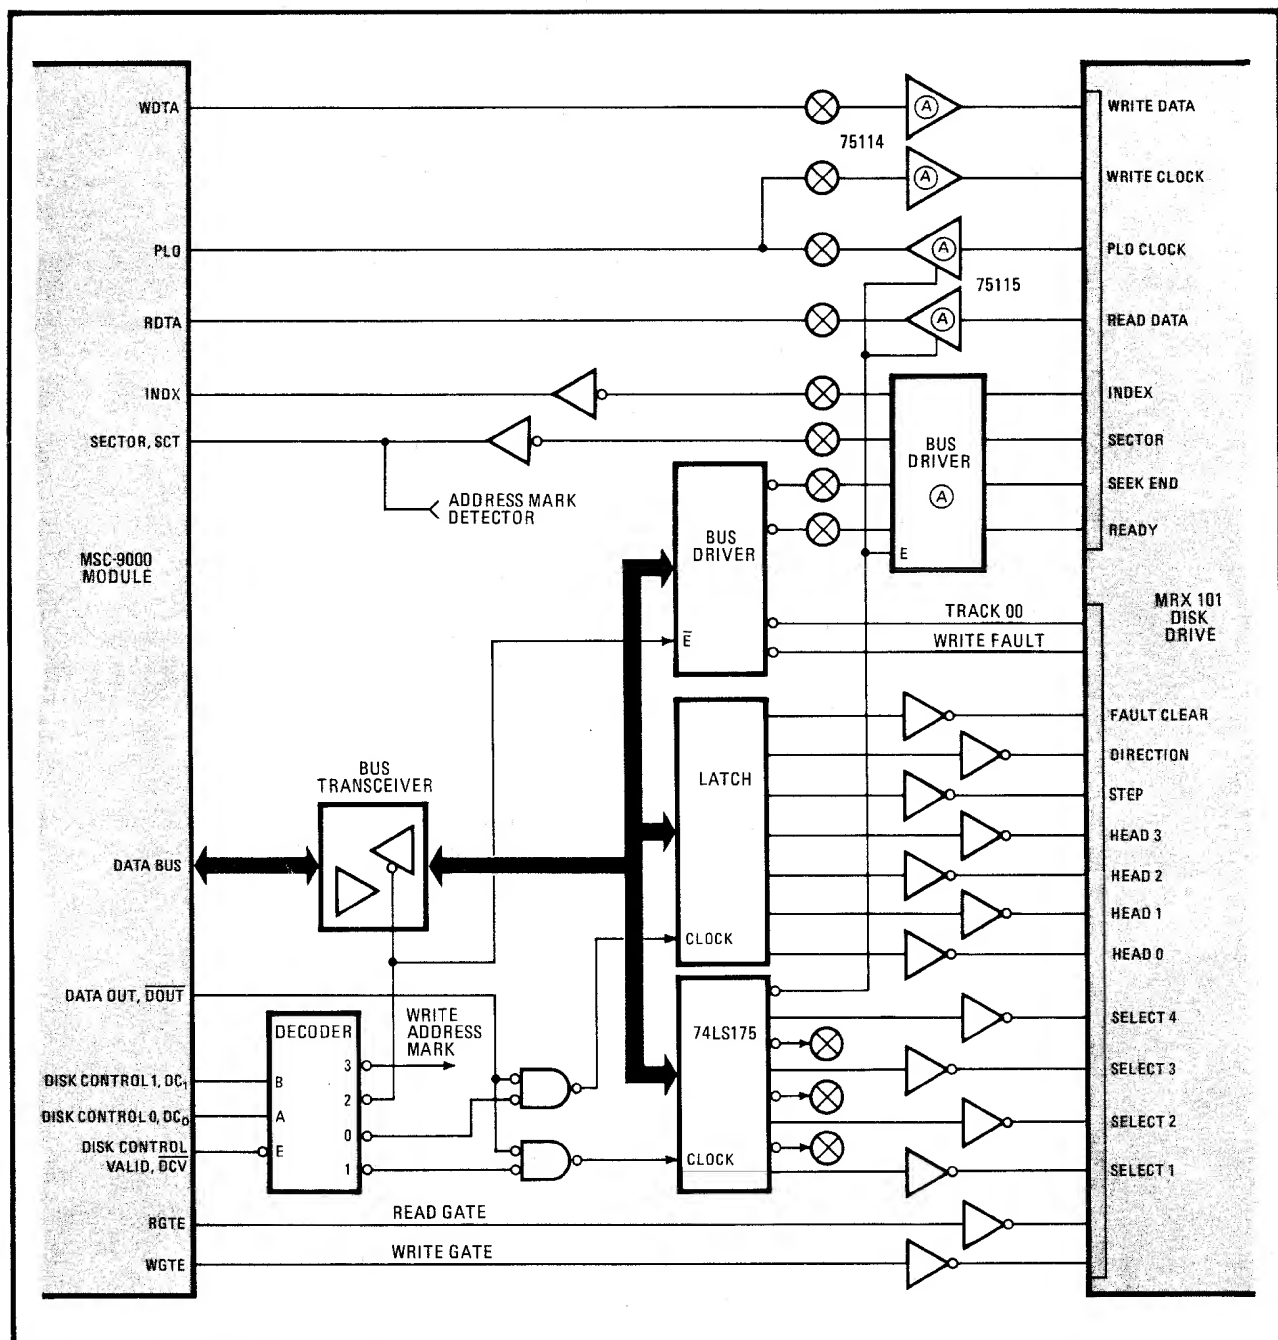 WDTA
WRITE DATA
A
75114
WRITE CLOCK
A
PLO
PLO CLOCK
A
75115
RDTA
READ DATA
A
INDX
INDEX
SECTOR, SCT
SECTOR
BUS
DRIVER
A
E
SEEK END
READY
ADDRESS MARK
DETECTOR
BUS
DRIVER
E̅
MSC-9000
MODULE
MRX 101
DISK
DRIVE
TRACK 00
WRITE FAULT
FAULT CLEAR
DIRECTION
LATCH
CLOCK
STEP
HEAD 3
HEAD 2
HEAD 1
HEAD 0
BUS
TRANSCEIVER
DATA BUS
DATA OUT, D̅O̅U̅T̅
DECODER
3
2
0
1
B
A
E
WRITE
ADDRESS
MARK
74LS175
CLOCK
SELECT 4
SELECT 3
SELECT 2
SELECT 1
DISK CONTROL 1, DC₁
DISK CONTROL 0, DC₀
DISK CONTROL
VALID, D̅C̅V̅
RGTE
READ GATE
WGTE
WRITE GATE